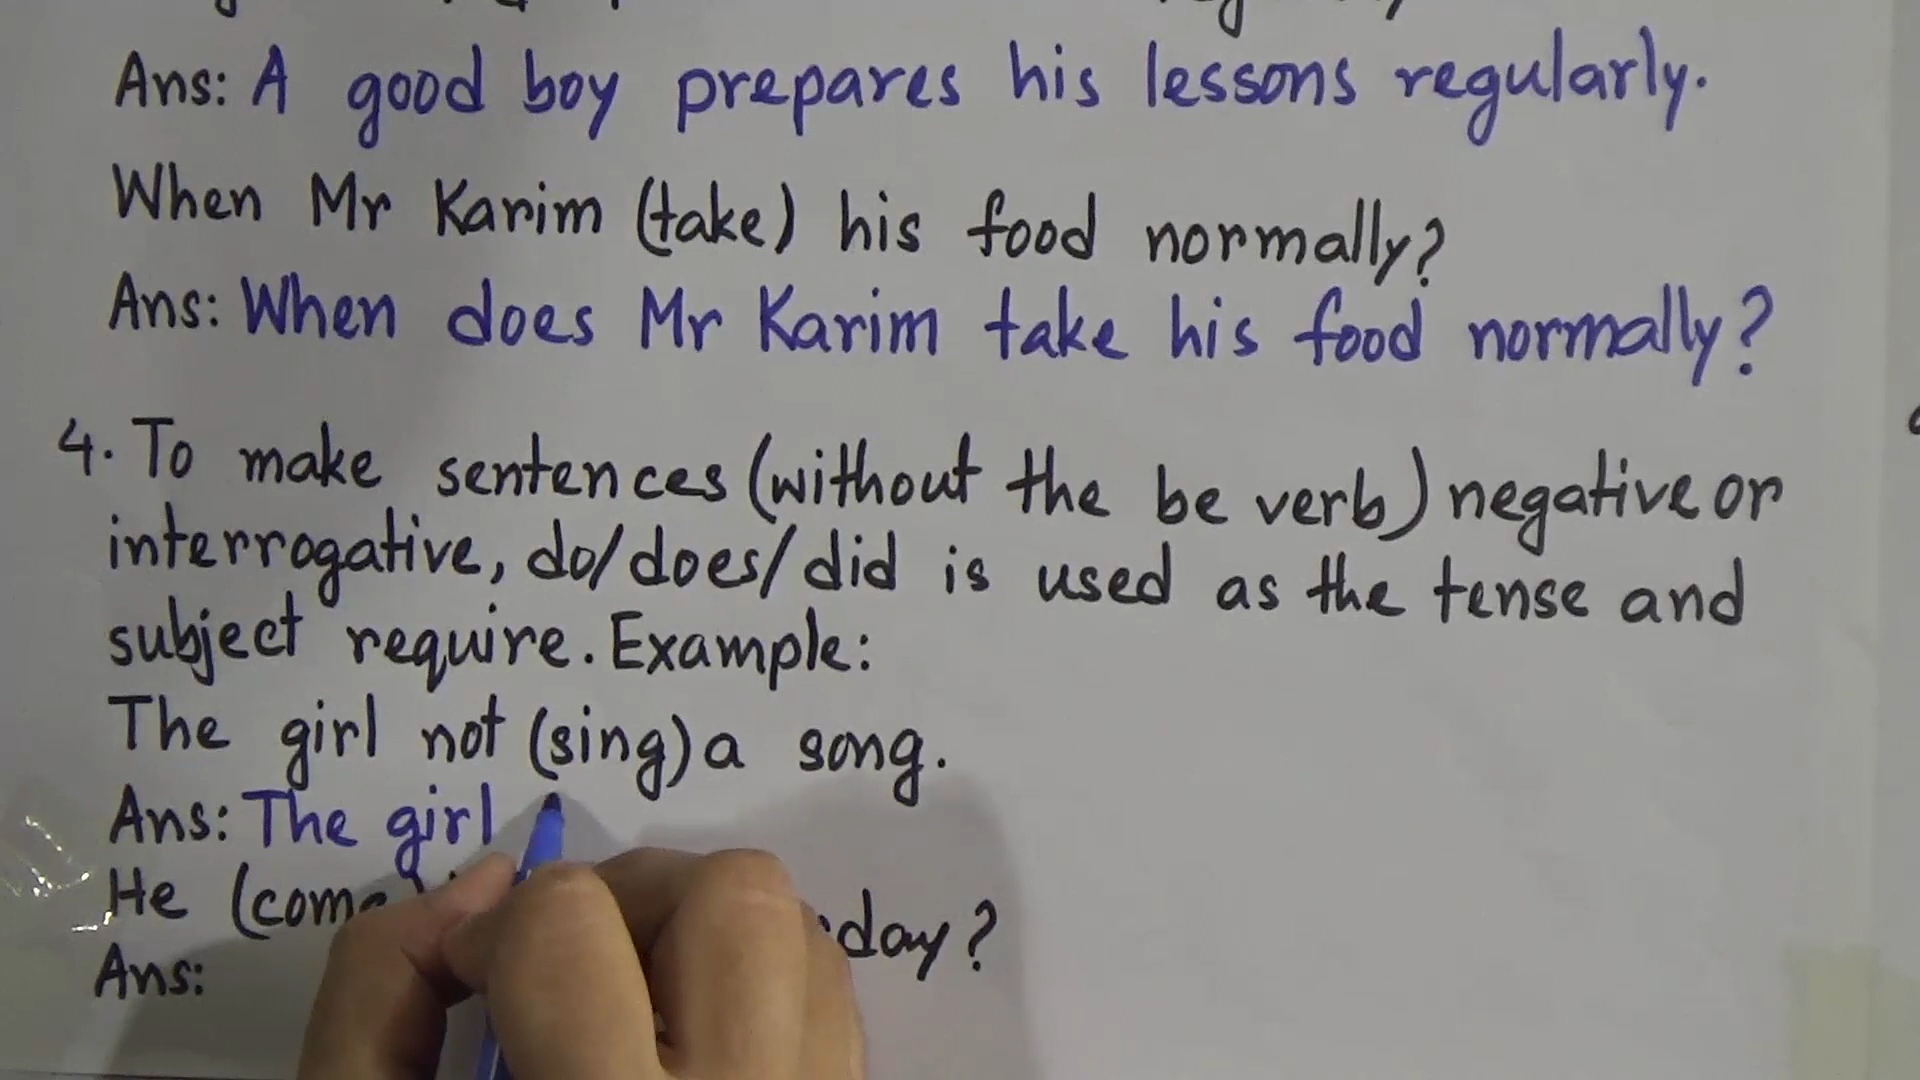 Ans: A good boy prepares his lessons regularly.
When Mr Karim (take) his food normally?
Ans: When does Mr Karim take his food normally?
4. To make sentences (without the be verb) negative or
interrogative, do/does/did is used as the tense and
subject require. Example:
The girl not (sing) a song.
Ans: The girl
He (come
day?
Ans: